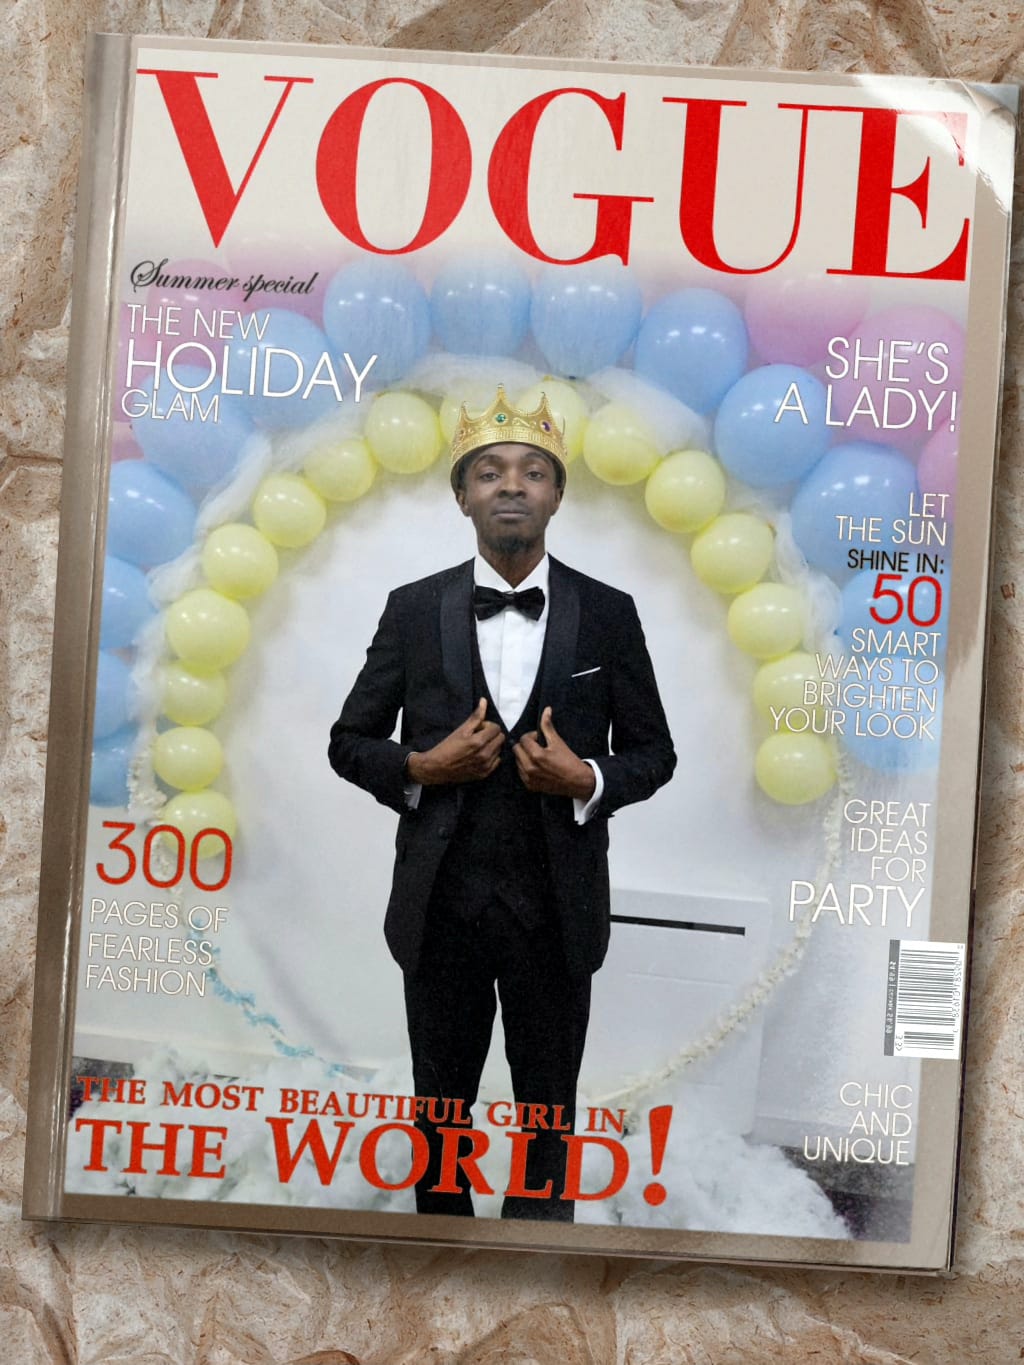 VOGUE
Summer special
THE NEW
HOLIDAY
GLAM
SHE'S
A LADY!
LET
THE SUN
SHINE IN:
50
SMART
WAYS TO
BRIGHTEN
YOUR LOOK
300
PAGES OF
FEARLESS
FASHION
GREAT
IDEAS
FOR
PARTY
CHIC
AND
UNIQUE
THE MOST BEAUTIFUL GIRL IN
THE WORLD!